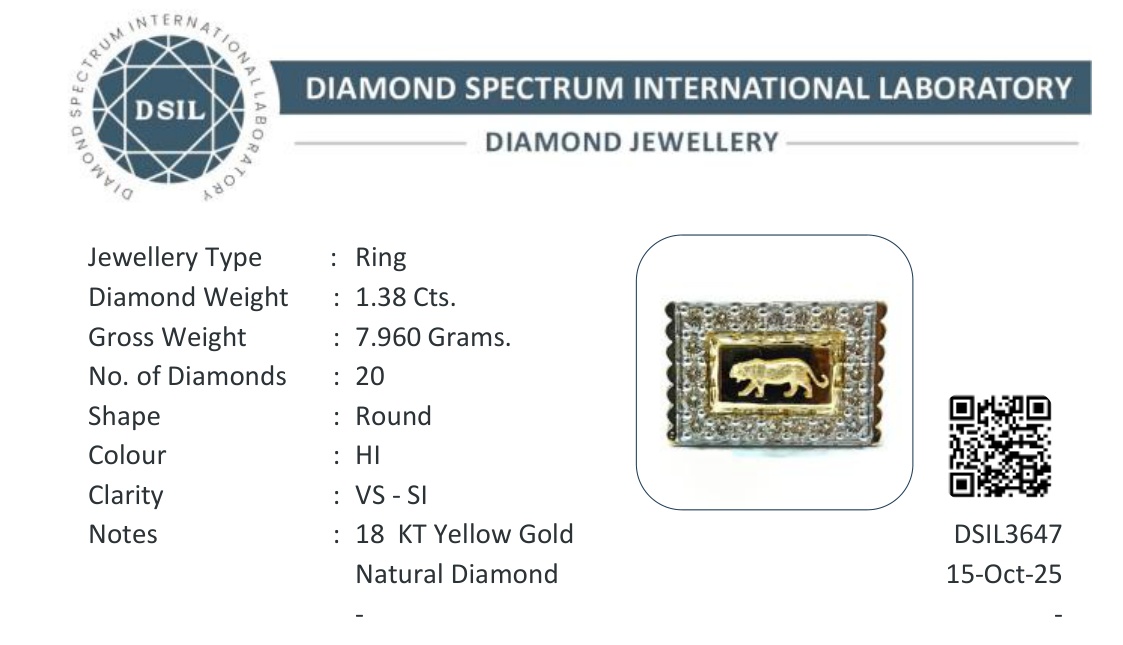 DIAMOND SPECTRUM INTERNATIONAL LABORATORY
DSIL
DIAMOND SPECTRUM INTERNATIONAL LABORATORY
DIAMOND JEWELLERY
Jewellery Type : Ring
Diamond Weight : 1.38 Cts.
Gross Weight : 7.960 Grams.
No. of Diamonds : 20
Shape : Round
Colour : HI
Clarity : VS - SI
Notes : 18 KT Yellow Gold
DSIL3647
Natural Diamond
15-Oct-25
-
-